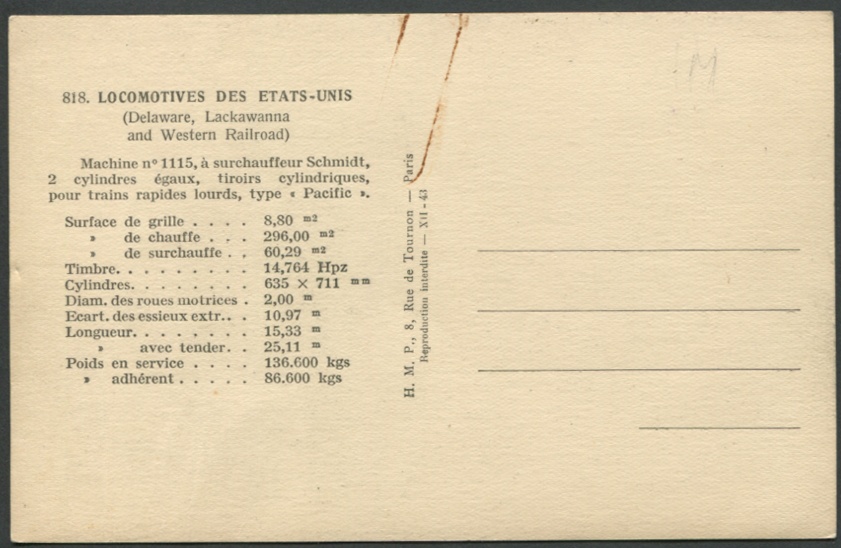 818. LOCOMOTIVES DES ETATS-UNIS
(Delaware, Lackawanna
and Western Railroad)
Machine nº 1115, à surchauffeur Schmidt,
2 cylindres égaux, tiroirs cylindriques,
pour trains rapides lourds, type « Pacific ».
Surface de grille . . . . 8,80 m2
» de chauffe . . . 296,00 m2
» de surchauffe . . 60,29 m2
Timbre. . . . . . . . . 14,764 Hpz
Cylindres. . . . . . . . 635 × 711 mm
Diam. des roues motrices . 2,00 m
Ecart. des essieux extr. . . 10,97 m
Longueur. . . . . . . . 15,33 m
» avec tender. . 25,11 m
Poids en service . . . . 136.600 kgs
» adhérent . . . . . 86.600 kgs
H. M. P., 8, Rue de Tournon — Paris
Reproduction interdite — XII - 43
M